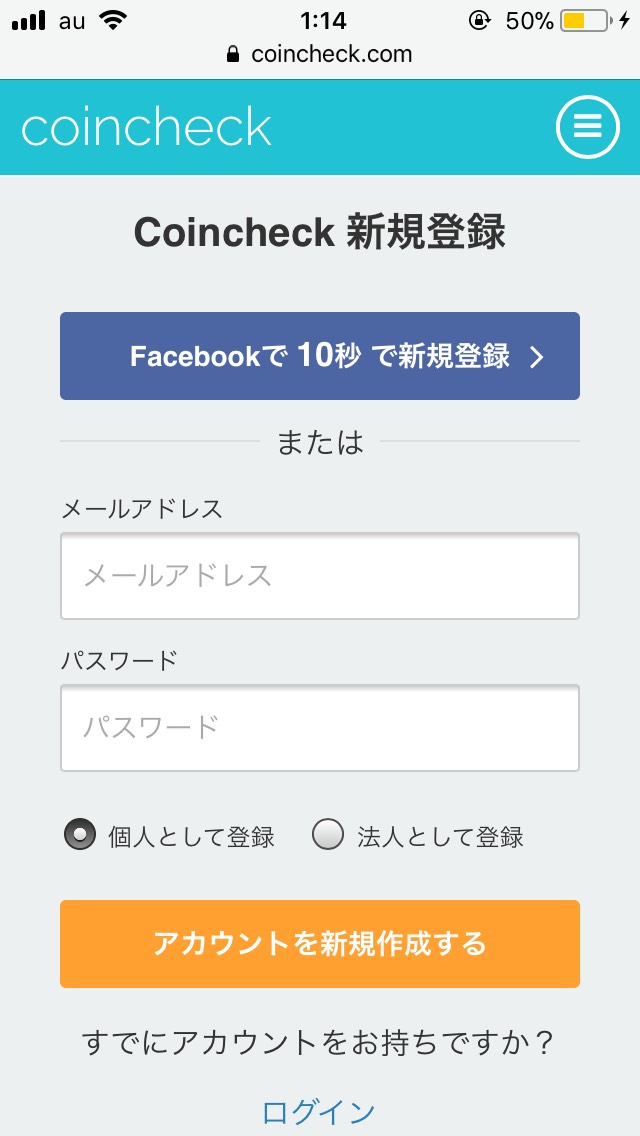 au 1:14 50%
coincheck.com
coincheck
Coincheck 新規登録
Facebookで 10秒 で新規登録
または
メールアドレス
メールアドレス
パスワード
パスワード
個人として登録 法人として登録
アカウントを新規作成する
すでにアカウントをお持ちですか？
ログイン